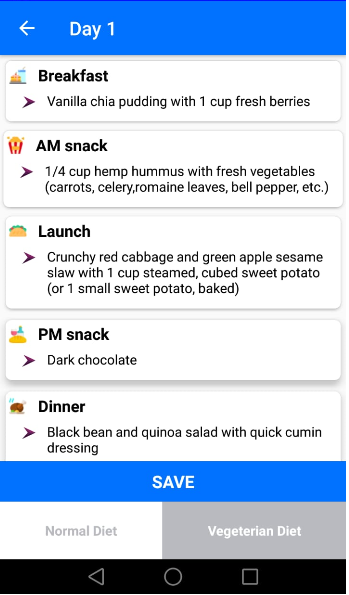 Day 1
Breakfast
Vanilla chia pudding with 1 cup fresh berries
AM snack
1/4 cup hemp hummus with fresh vegetables
(carrots, celery,romaine leaves, bell pepper, etc.)
Launch
Crunchy red cabbage and green apple sesame
slaw with 1 cup steamed, cubed sweet potato
(or 1 small sweet potato, baked)
PM snack
Dark chocolate
Dinner
Black bean and quinoa salad with quick cumin
dressing
SAVE
Normal Diet
Vegeterian Diet